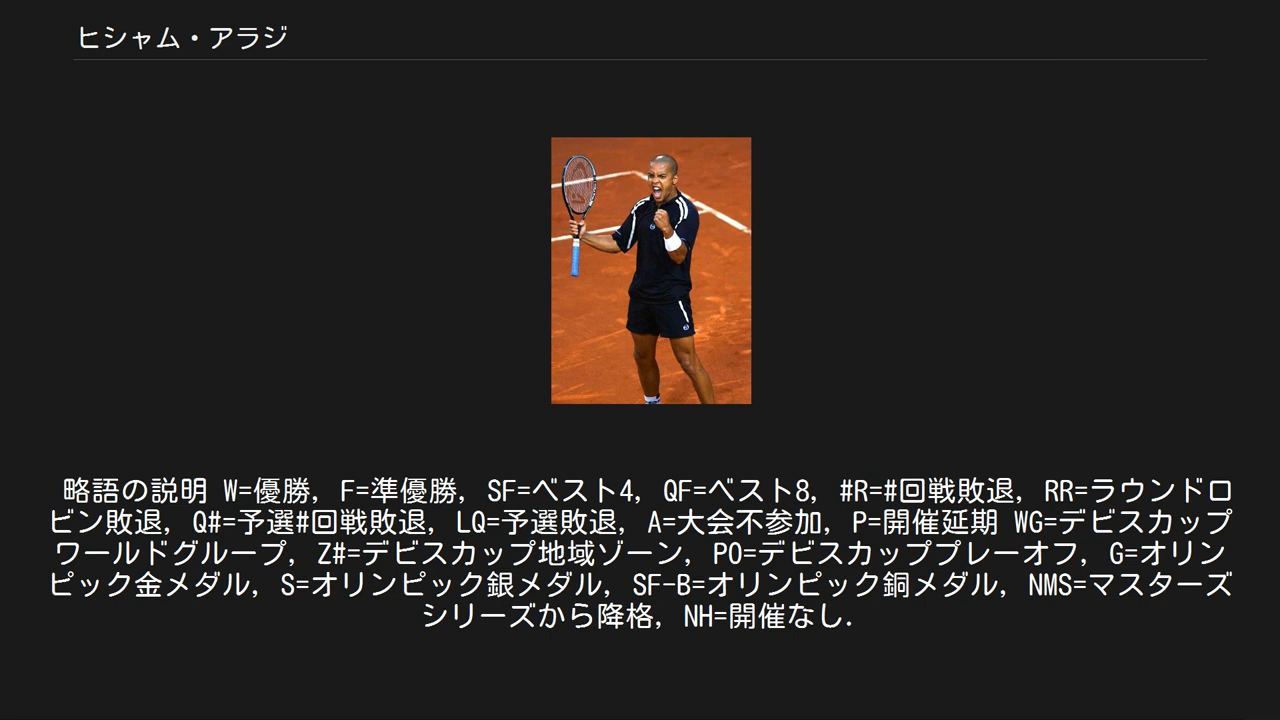 ヒシャム・アラジ
略語の説明 W=優勝, F=準優勝, SF=ベスト4, QF=ベスト8, #R=#回戦敗退, RR=ラウンドロ
ビン敗退, Q#=予選#回戦敗退, LQ=予選敗退, A=大会不参加, P=開催延期 WG=デビスカップ
ワールドグループ, Z#=デビスカップ地域ゾーン, PO=デビスカッププレーオフ, G=オリン
ピック金メダル, S=オリンピック銀メダル, SF-B=オリンピック銅メダル, NMS=マスターズ
シリーズから降格, NH=開催なし.